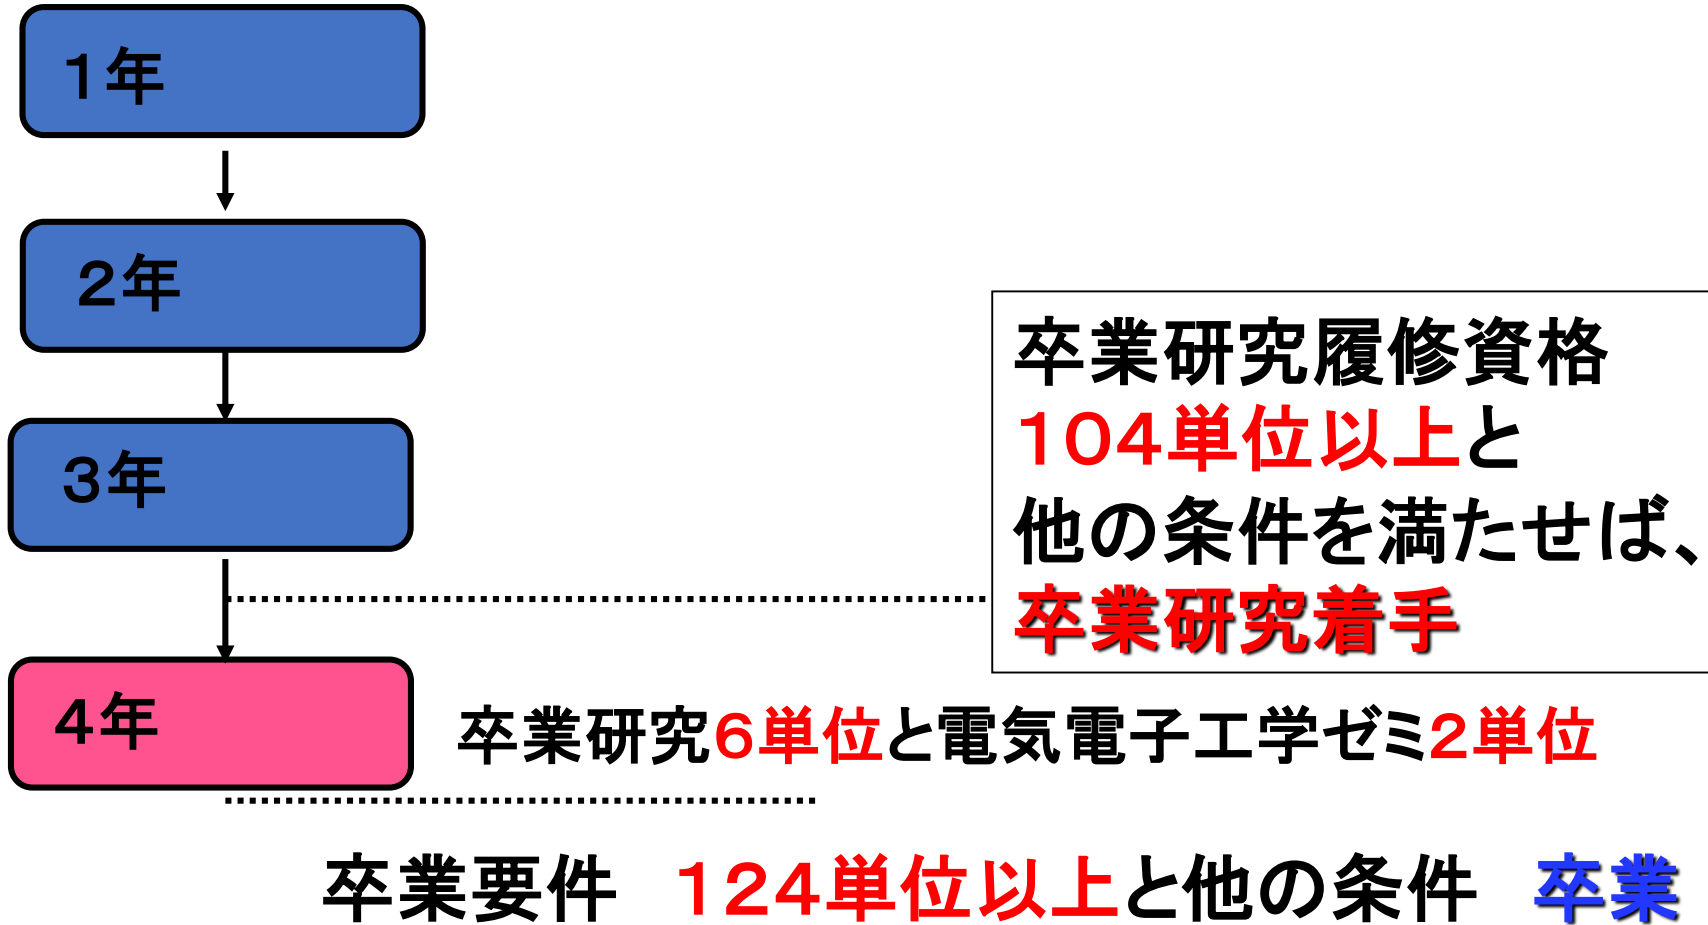 １年
２年
３年
卒業研究履修資格
１０４単位以上と
他の条件を満たせば、
卒業研究着手
４年
卒業研究６単位と電気電子工学ゼミ２単位
卒業要件　１２４単位以上と他の条件　卒業